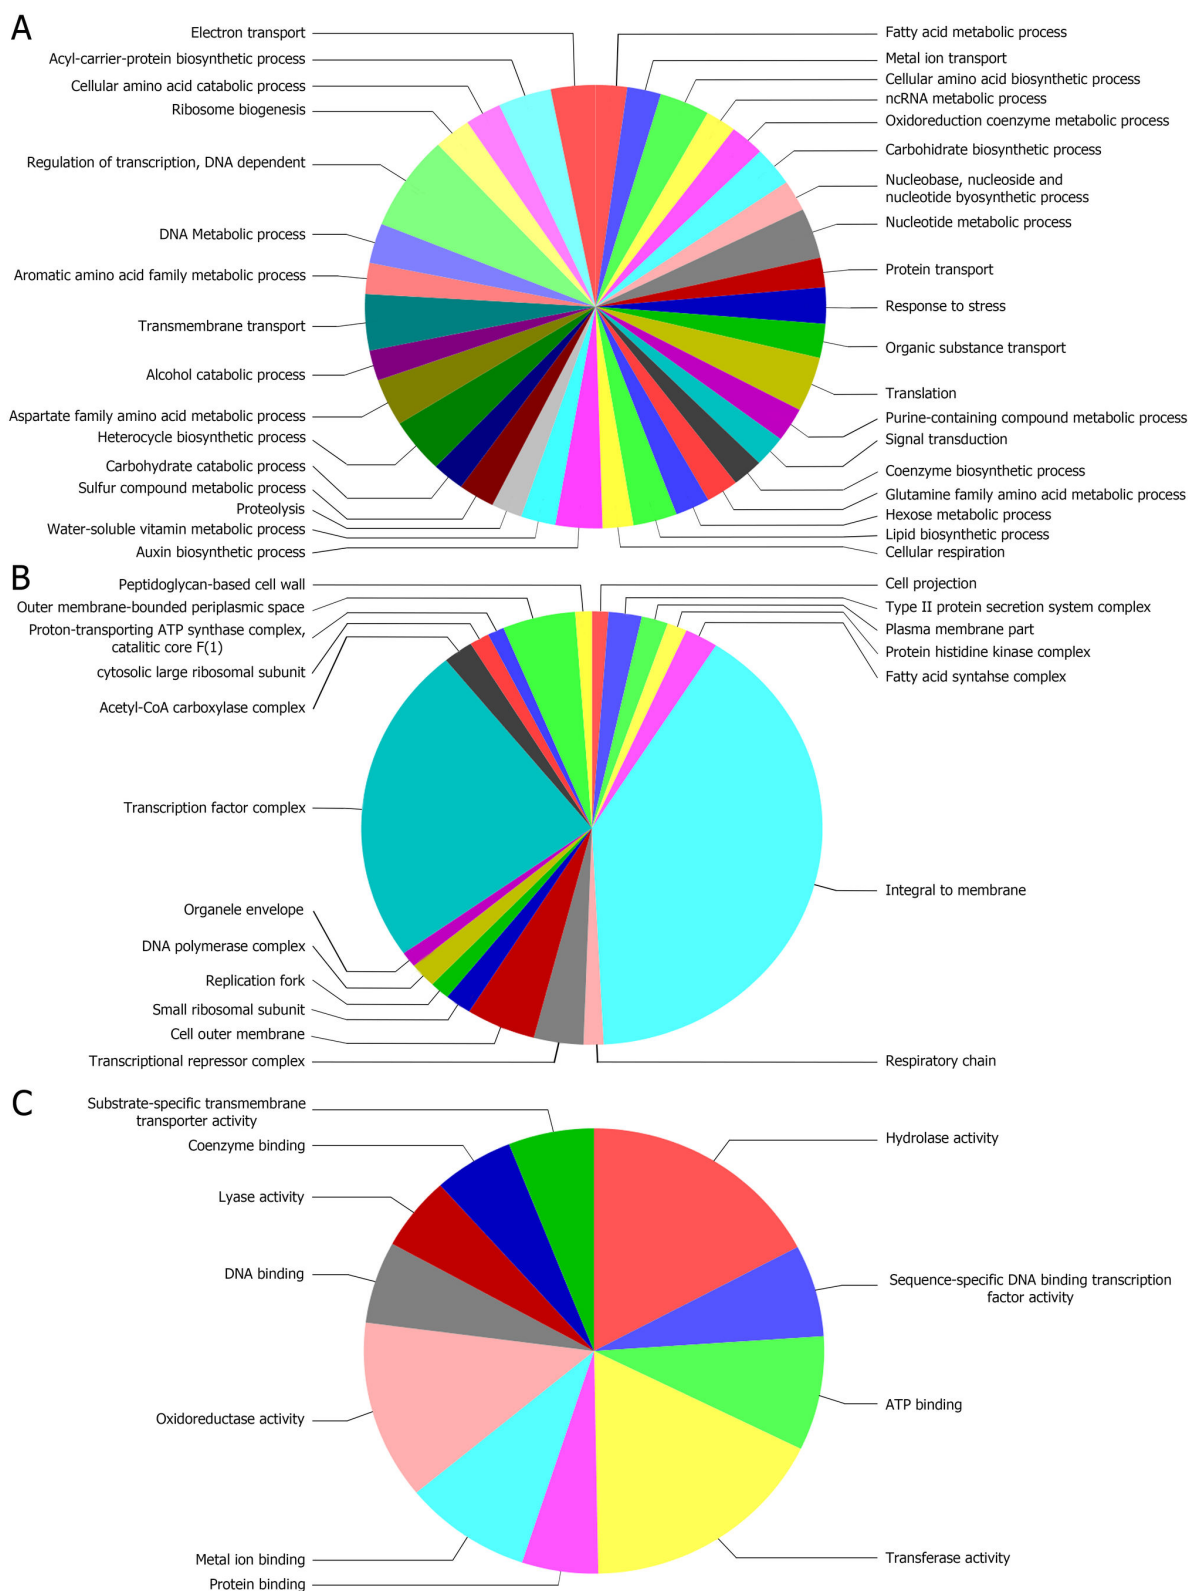 A
Electron transport
Acyl-carrier-protein biosynthetic process
Cellular amino acid catabolic process
Ribosome biogenesis
Regulation of transcription, DNA dependent
DNA Metabolic process
Aromatic amino acid family metabolic process
Transmembrane transport
Alcohol catabolic process
Aspartate family amino acid metabolic process
Heterocycle biosynthetic process
Carbohydrate catabolic process
Sulfur compound metabolic process
Proteolysis
Water-soluble vitamin metabolic process
Auxin biosynthetic process
Fatty acid metabolic process
Metal ion transport
Cellular amino acid biosynthetic process
ncRNA metabolic process
Oxidoreduction coenzyme metabolic process
Carbohidrate biosynthetic process
Nucleobase, nucleoside and
nucleotide byosynthetic process
Nucleotide metabolic process
Protein transport
Response to stress
Organic substance transport
Translation
Purine-containing compound metabolic process
Signal transduction
Coenzyme biosynthetic process
Glutamine family amino acid metabolic process
Hexose metabolic process
Lipid biosynthetic process
Cellular respiration
B
Peptidoglycan-based cell wall
Outer membrane-bounded periplasmic space
Proton-transporting ATP synthase complex,
catalitic core F(1)
cytosolic large ribosomal subunit
Acetyl-CoA carboxylase complex
Transcription factor complex
Organele envelope
DNA polymerase complex
Replication fork
Small ribosomal subunit
Cell outer membrane
Transcriptional repressor complex
Cell projection
Type II protein secretion system complex
Plasma membrane part
Protein histidine kinase complex
Fatty acid syntahse complex
Integral to membrane
Respiratory chain
C
Substrate-specific transmembrane
transporter activity
Coenzyme binding
Lyase activity
DNA binding
Oxidoreductase activity
Metal ion binding
Protein binding
Hydrolase activity
Sequence-specific DNA binding transcription
factor activity
ATP binding
Transferase activity